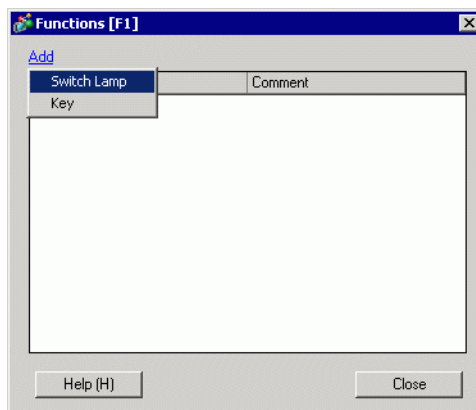 Functions [F1]
Add
Switch Lamp
Comment
Key
Help (H)
Close